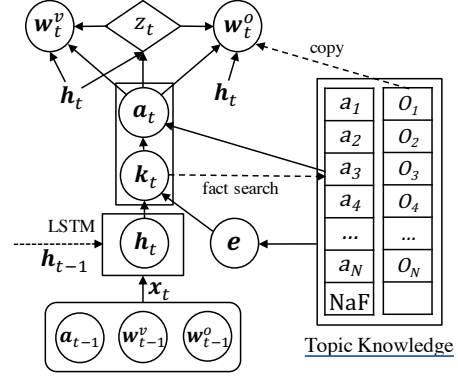 w_t^v z_t w_t^o
copy
h_t h_t
a_t
a_1 O_1
a_2 O_2
k_t a_3 O_3
fact search
a_4 O_4
LSTM
... ...
h_{t-1} h_t e
a_N O_N
x_t
NaF
a_{t-1} w_{t-1}^v w_{t-1}^o
Topic Knowledge